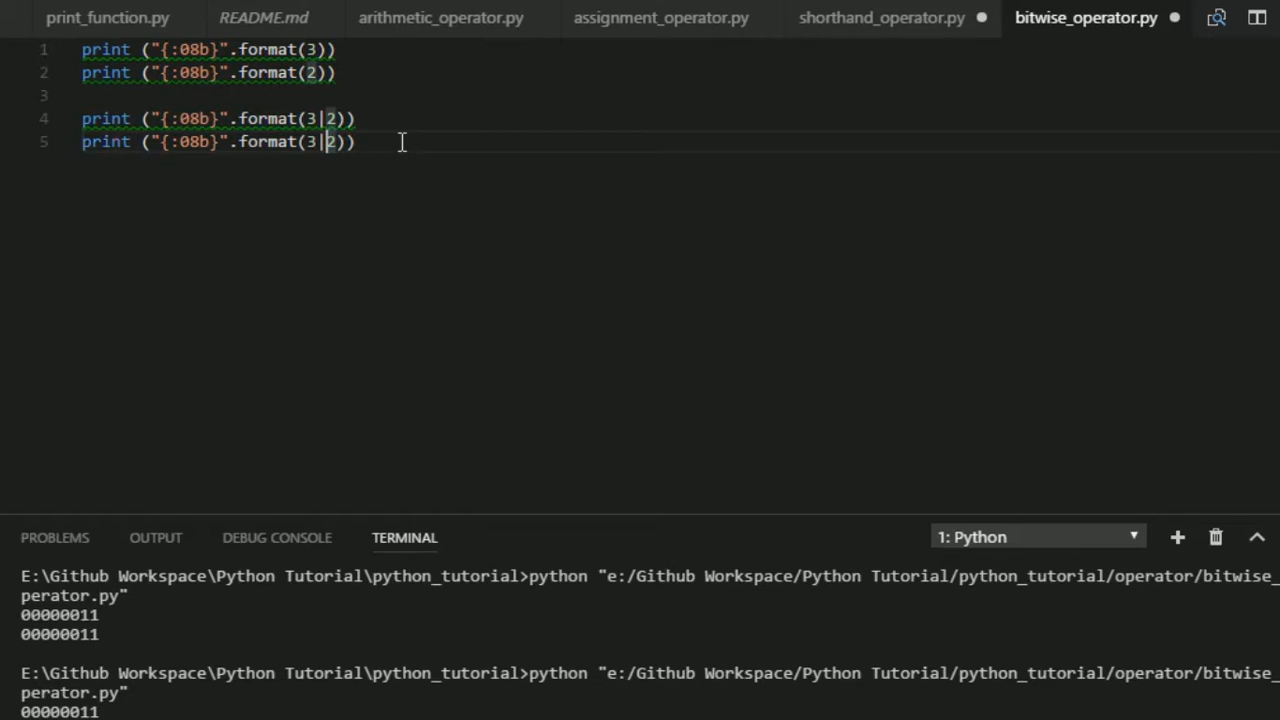 print_function.py README.md arithmetic_operator.py assignment_operator.py shorthand_operator.py bitwise_operator.py
1 print ("{:08b}".format(3))
2 print ("{:08b}".format(2))
3
4 print ("{:08b}".format(3|2))
5 print ("{:08b}".format(3|2))
PROBLEMS OUTPUT DEBUG CONSOLE TERMINAL 1: Python
E:\Github Workspace\Python Tutorial\python_tutorial>python "e:/Github Workspace/Python Tutorial/python_tutorial/operator/bitwise_
perator.py"
00000011
00000011
E:\Github Workspace\Python Tutorial\python_tutorial>python "e:/Github Workspace/Python Tutorial/python_tutorial/operator/bitwise_
perator.py"
00000011